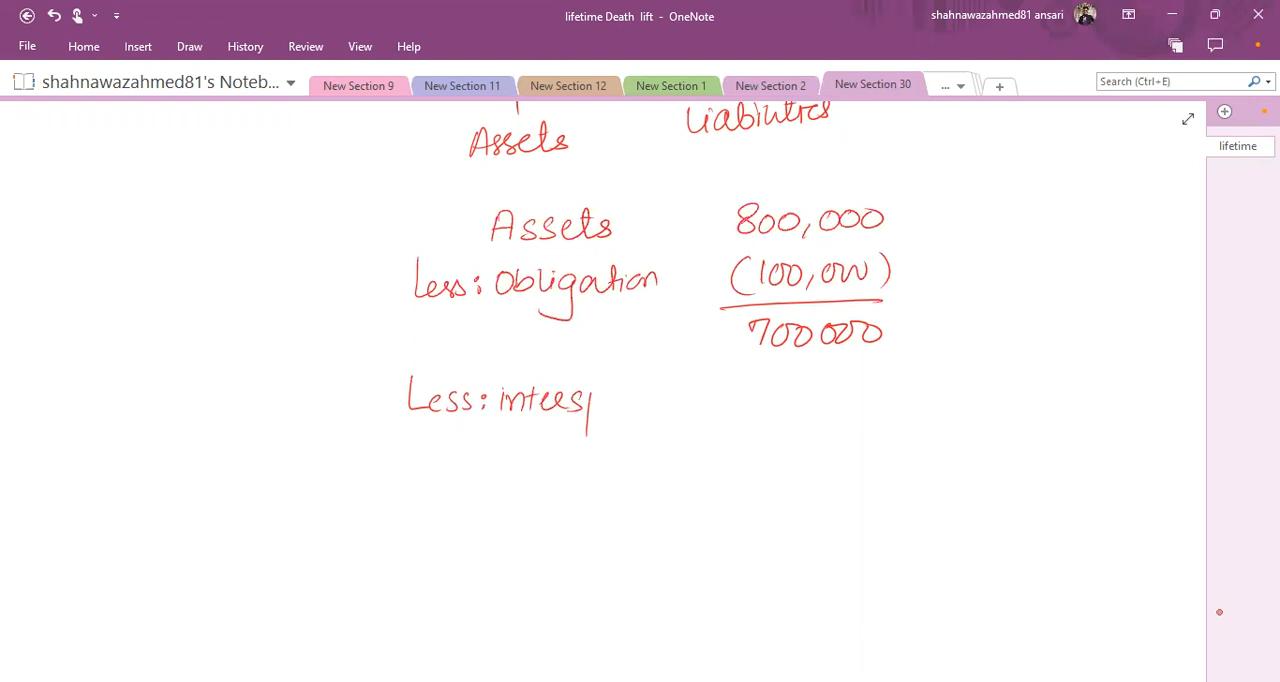 lifetime Death lift - OneNote
shahnawazahmed81 ansari
File Home Insert Draw History Review View Help
shahnawazahmed81's Noteb... New Section 9 New Section 11 New Section 12 New Section 1 New Section 2 New Section 30 ... + Search (Ctrl+E)
lifetime
Assets Liabilities
Assets 800,000
Less: Obligation (100,000)
700000
Less: